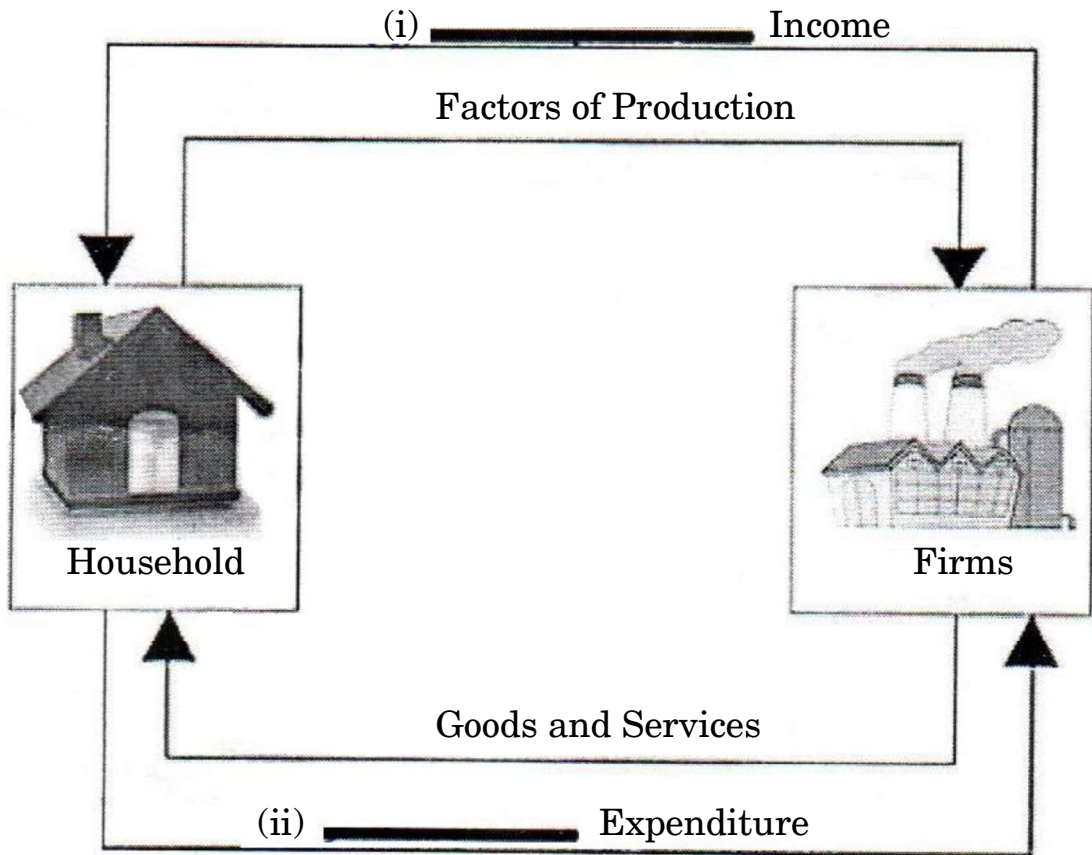 (i) Income
Factors of Production
Household
Firms
Goods and Services
(ii) Expenditure